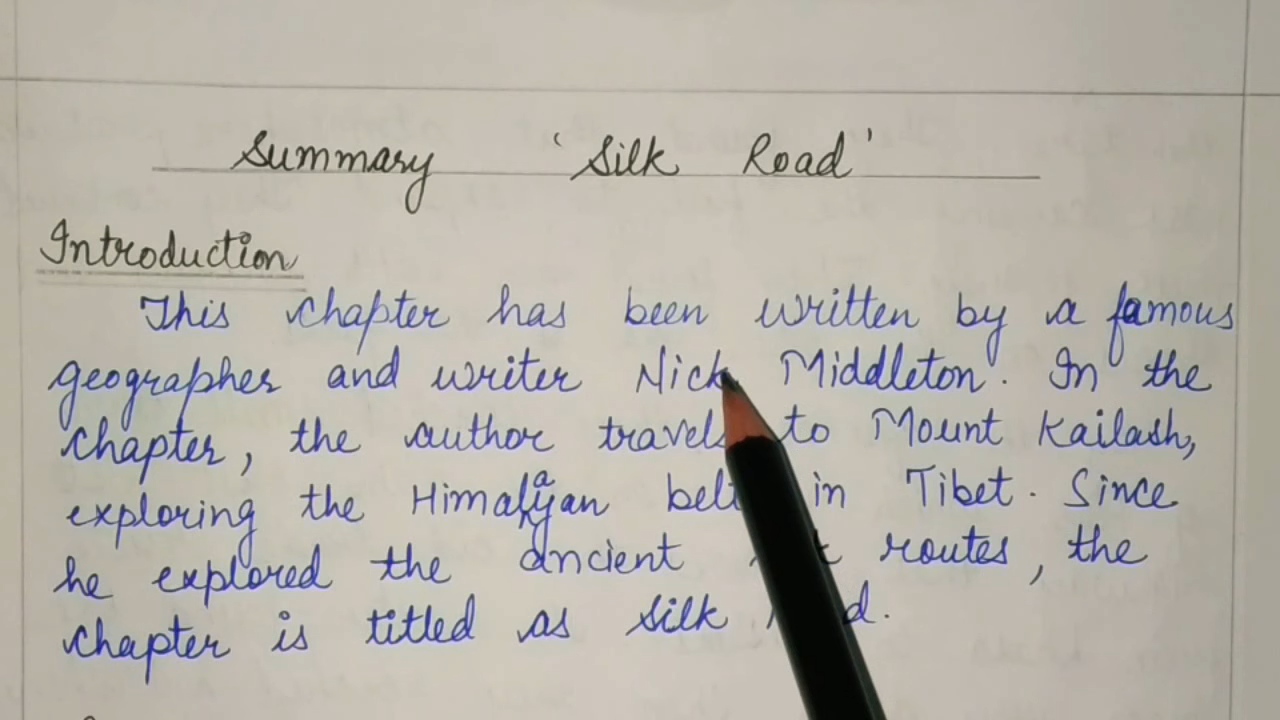 Summary 'Silk Road'
Introduction
This chapter has been written by a famous
geographer and writer Nick Middleton. In the
chapter, the author travels to Mount Kailash,
exploring the Himalayan belt in Tibet. Since
he explored the ancient routes, the
chapter is titled as Silk